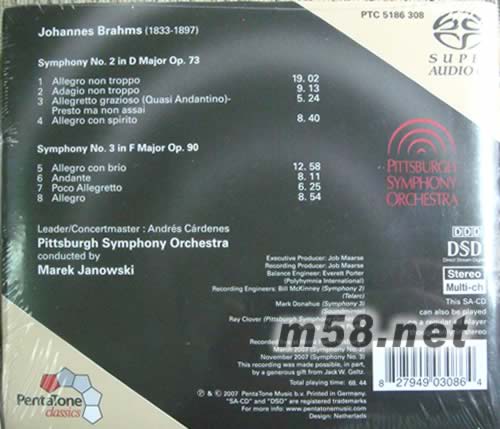 Johannes Brahms (1833-1897)
PTC 5186 308
SUPER AUDIO
Symphony No. 2 in D Major Op. 73
1 Allegro non troppo 19. 02
2 Adagio non troppo 9. 13
3 Allegretto grazioso (Quasi Andantino)- 5. 24
Presto ma non assai
4 Allegro con spirito 8. 40
Symphony No. 3 in F Major Op. 90
5 Allegro con brio 12. 58
6 Andante 8. 11
7 Poco Allegretto 6. 25
8 Allegro 8. 54
PITTSBURGH
SYMPHONY
ORCHESTRA
Leader/Concertmaster : Andrés Cárdenes
Pittsburgh Symphony Orchestra
conducted by
Marek Janowski
Executive Producer: Job Maarse
Recording Producer: Job Maarse
Balance Engineer: Everett Porter
(Polyhymnia International)
Recording Engineers: Bill McKinney (Symphony 2)
(Telarc)
Mark Donahue (Symphony 3)
Ray Clover (Pittsburgh Symphony
m58.net
November 2007 (Symphony No. 3)
This recording was made possible, in part,
by a generous gift from Jack W. Geltz.
Total playing time: 68. 44
DDD
DSD
Direct Stream Digital
Stereo
Multi-ch
This SA-CD
can also be
played on
a regular
player
stereo
8 27949 03086 4
PentaTone
classics
℗ & © 2007 PentaTone Music b.v. Printed in Germany.
"SA-CD" and "DSD" are registered trademarks
www.pentatonemusic.com
Design: Netherlads